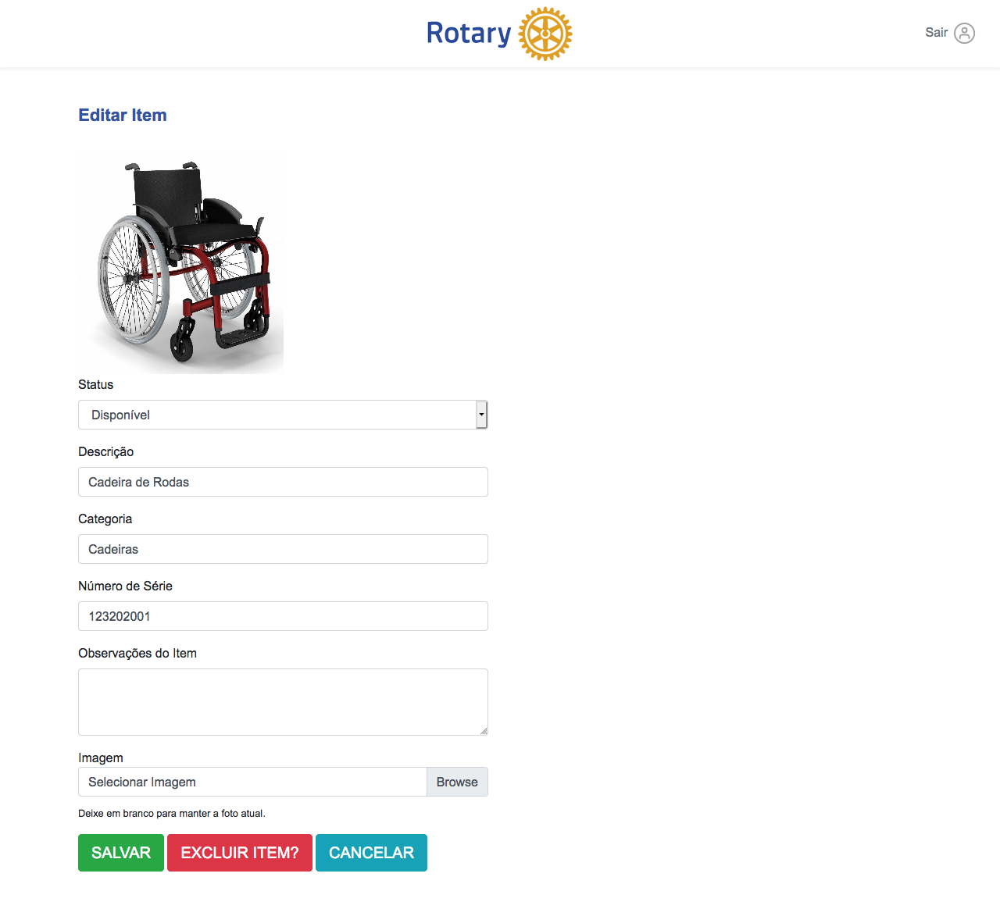 Rotary
Sair
Editar Item
Status
Disponível
Descrição
Cadeira de Rodas
Categoria
Cadeiras
Número de Série
123202001
Observações do Item
Imagem
Selecionar Imagem Browse
Deixe em branco para manter a foto atual.
SALVAR EXCLUIR ITEM? CANCELAR